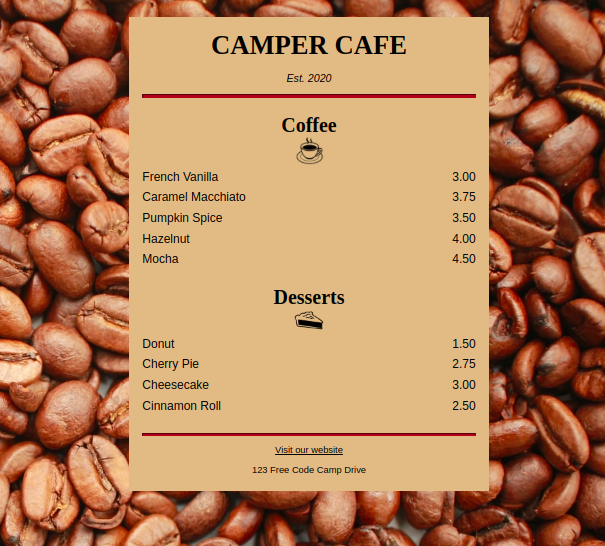 CAMPER CAFE
Est. 2020
Coffee
French Vanilla 3.00
Caramel Macchiato 3.75
Pumpkin Spice 3.50
Hazelnut 4.00
Mocha 4.50
Desserts
Donut 1.50
Cherry Pie 2.75
Cheesecake 3.00
Cinnamon Roll 2.50
Visit our website
123 Free Code Camp Drive